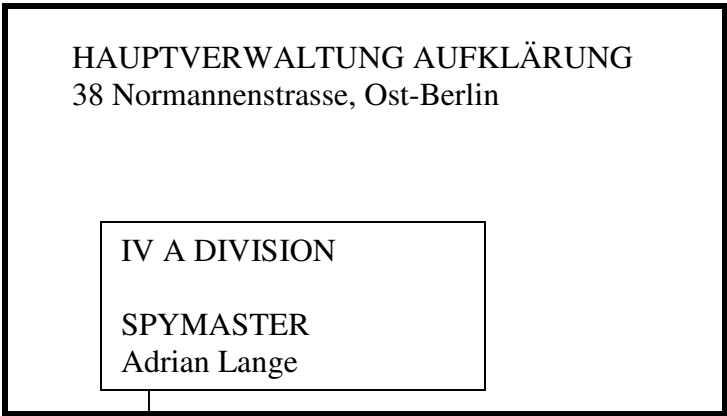 HAUPTVERWALTUNG AUFKLÄRUNG
38 Normannenstrasse, Ost-Berlin
IV A DIVISION
SPYMASTER
Adrian Lange